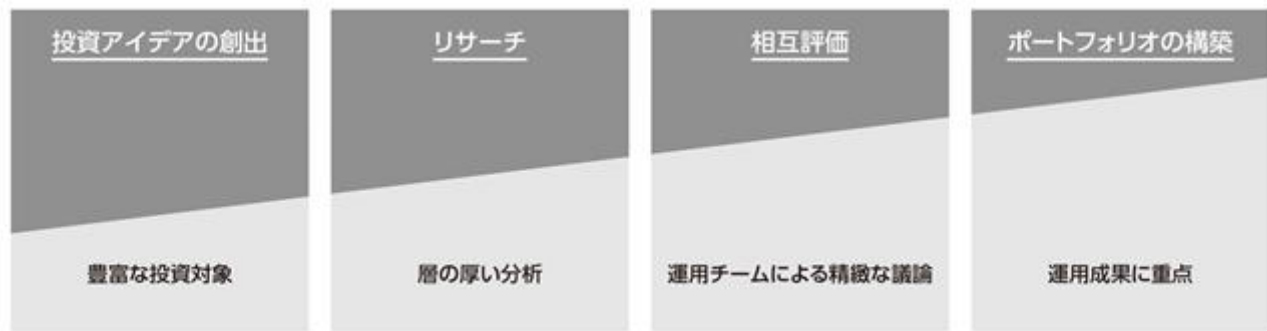 投資アイデアの創出
リサーチ
相互評価
ポートフォリオの構築
豊富な投資対象
層の厚い分析
運用チームによる精緻な議論
運用成果に重点